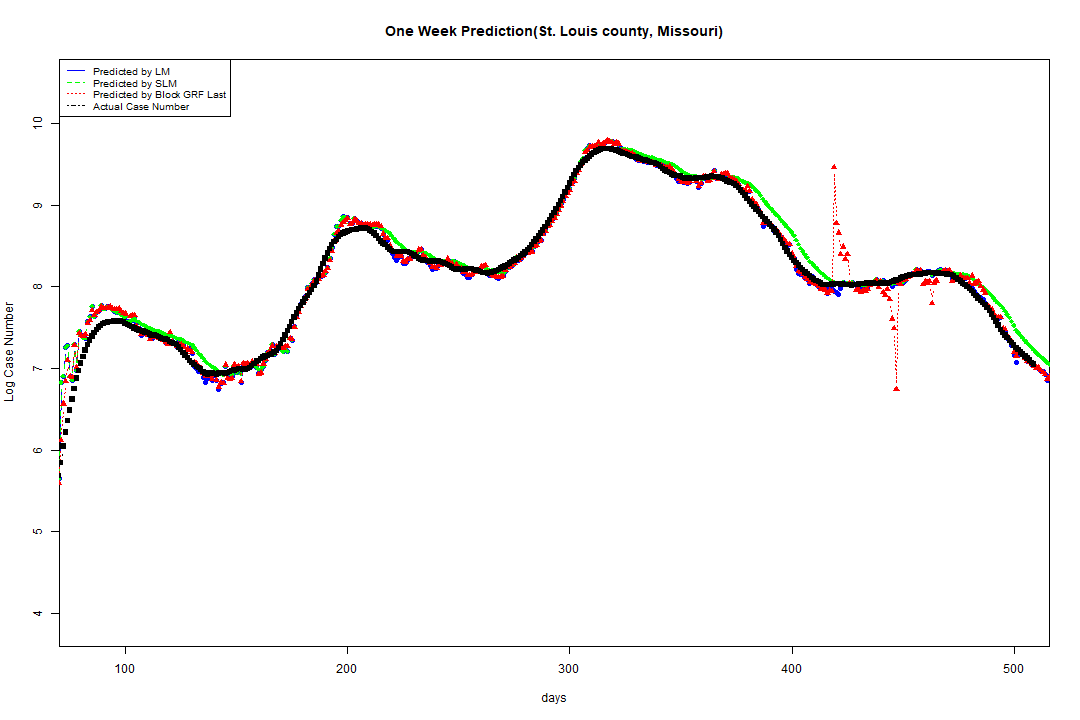 One Week Prediction(St. Louis county, Missouri)
Predicted by LM
Predicted by SLM
Predicted by Block GRF Last
Actual Case Number
Log Case Number
10
9
8
7
6
5
4
100 200 300 400 500
days